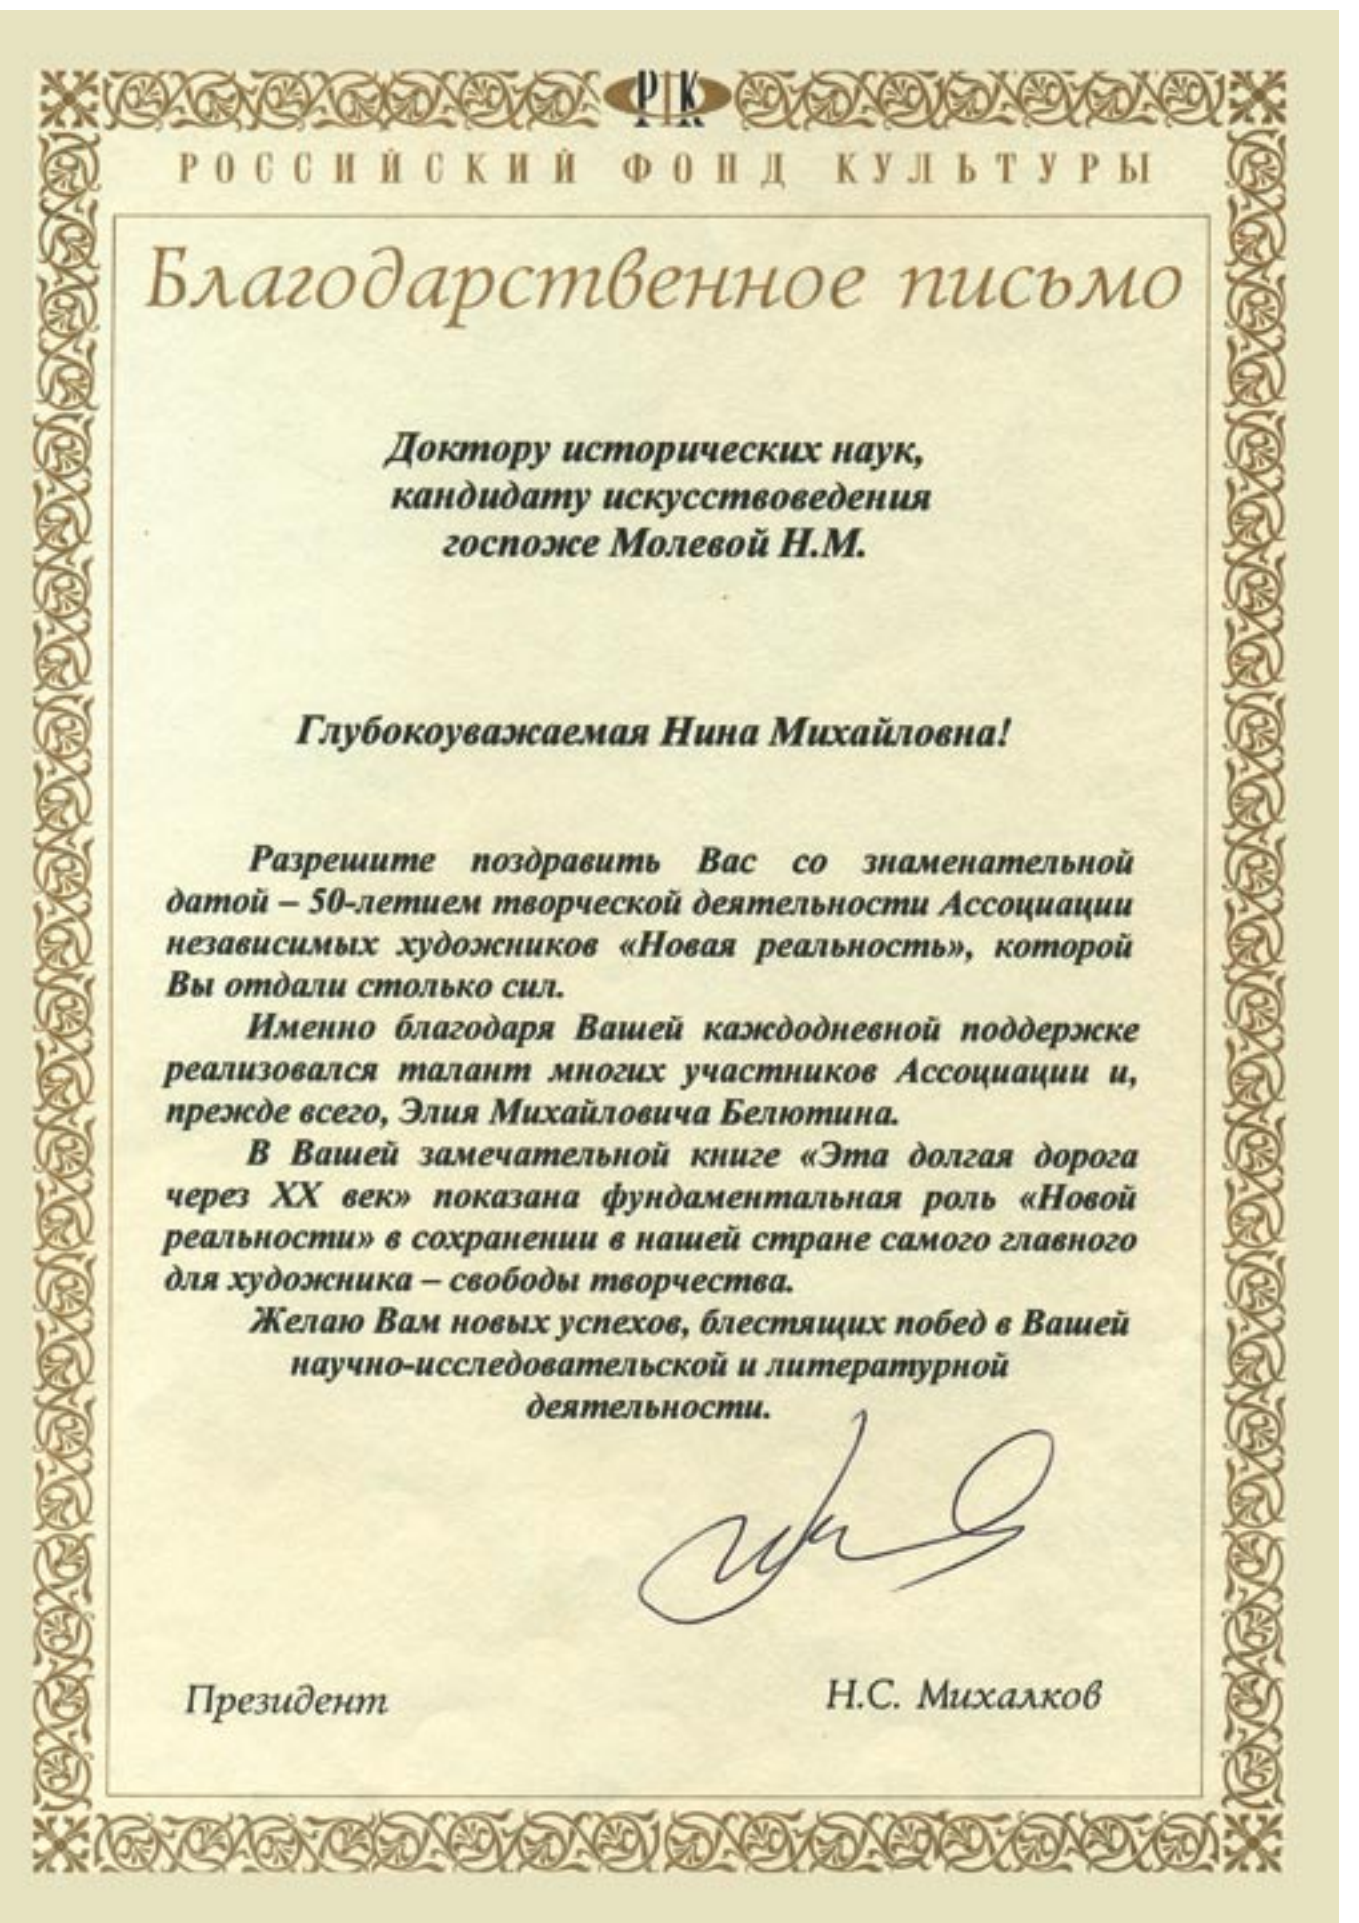 РФК
РОССИЙСКИЙ ФОНД КУЛЬТУРЫ
Благодарственное письмо
Доктору исторических наук,
кандидату искусствоведения
госпоже Молевой Н.М.
Глубокоуважаемая Нина Михайловна!
Разрешите поздравить Вас со знаменательной
датой – 50-летием творческой деятельности Ассоциации
независимых художников «Новая реальность», которой
Вы отдали столько сил.
Именно благодаря Вашей каждодневной поддержке
реализовался талант многих участников Ассоциации и,
прежде всего, Элия Михайловича Белютина.
В Вашей замечательной книге «Эта долгая дорога
через XX век» показана фундаментальная роль «Новой
реальности» в сохранении в нашей стране самого главного
для художника – свободы творчества.
Желаю Вам новых успехов, блестящих побед в Вашей
научно-исследовательской и литературной
деятельности.
Президент
Н.С. Михалков